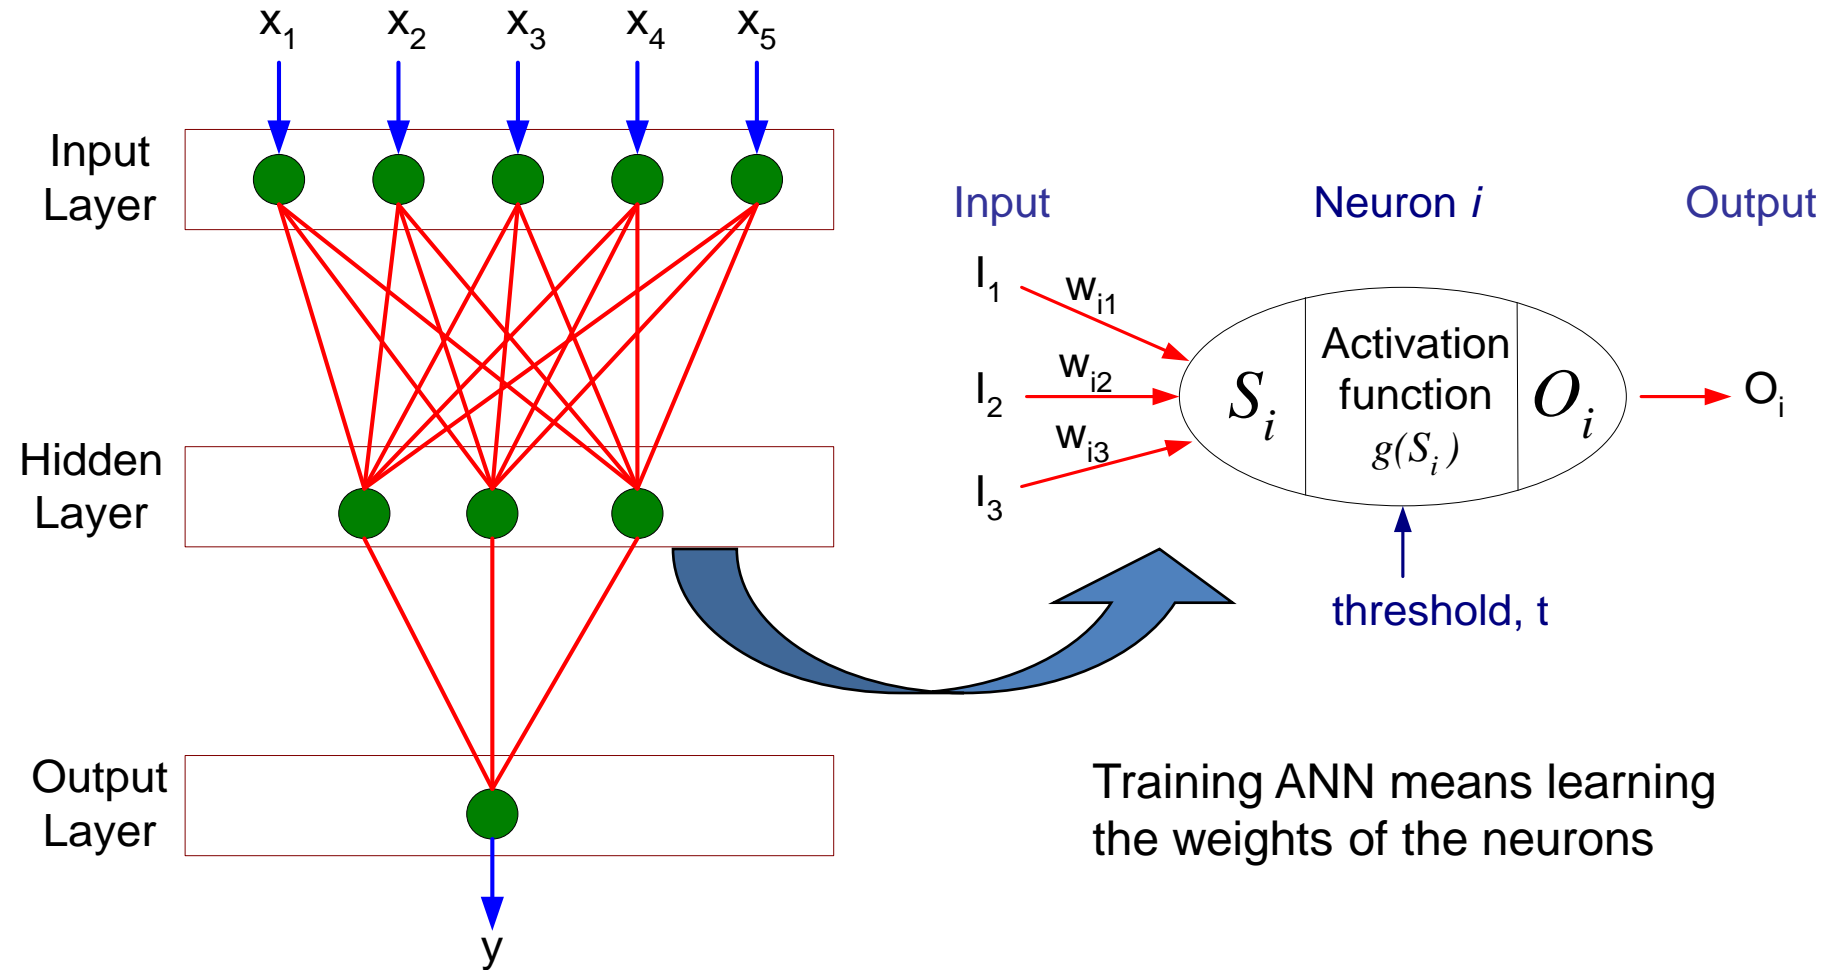 x₁ x₂ x₃ x₄ x₅
Input
Layer
Hidden
Layer
Output
Layer
y
Input Neuron i Output
I₁ wᵢ₁
I₂ wᵢ₂
I₃ wᵢ₃
Sᵢ
Activation
function
g(Sᵢ)
Oᵢ
Oᵢ
threshold, t
Training ANN means learning
the weights of the neurons